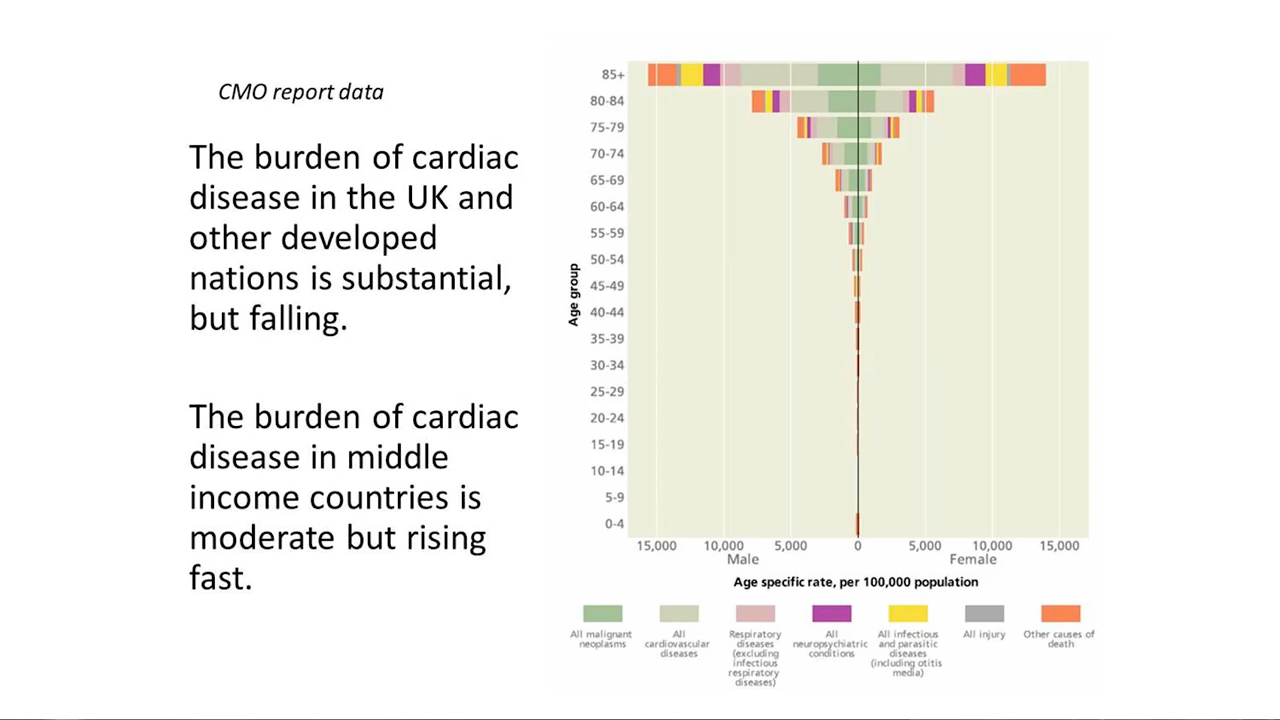 CMO report data
The burden of cardiac
disease in the UK and
other developed
nations is substantial,
but falling.
The burden of cardiac
disease in middle
income countries is
moderate but rising
fast.
Age group
85+
80-84
75-79
70-74
65-69
60-64
55-59
50-54
45-49
40-44
35-39
30-34
25-29
20-24
15-19
10-14
5-9
0-4
15,000 10,000 5,000 0 5,000 10,000 15,000
Male Female
Age specific rate, per 100,000 population
All malignant
neoplasms
All
cardiovascular
diseases
Respiratory
diseases
(excluding
infectious
respiratory
diseases)
All
neuropsychiatric
conditions
All infectious
and parasitic
diseases
(including otitis
media)
All injury
Other causes of
death